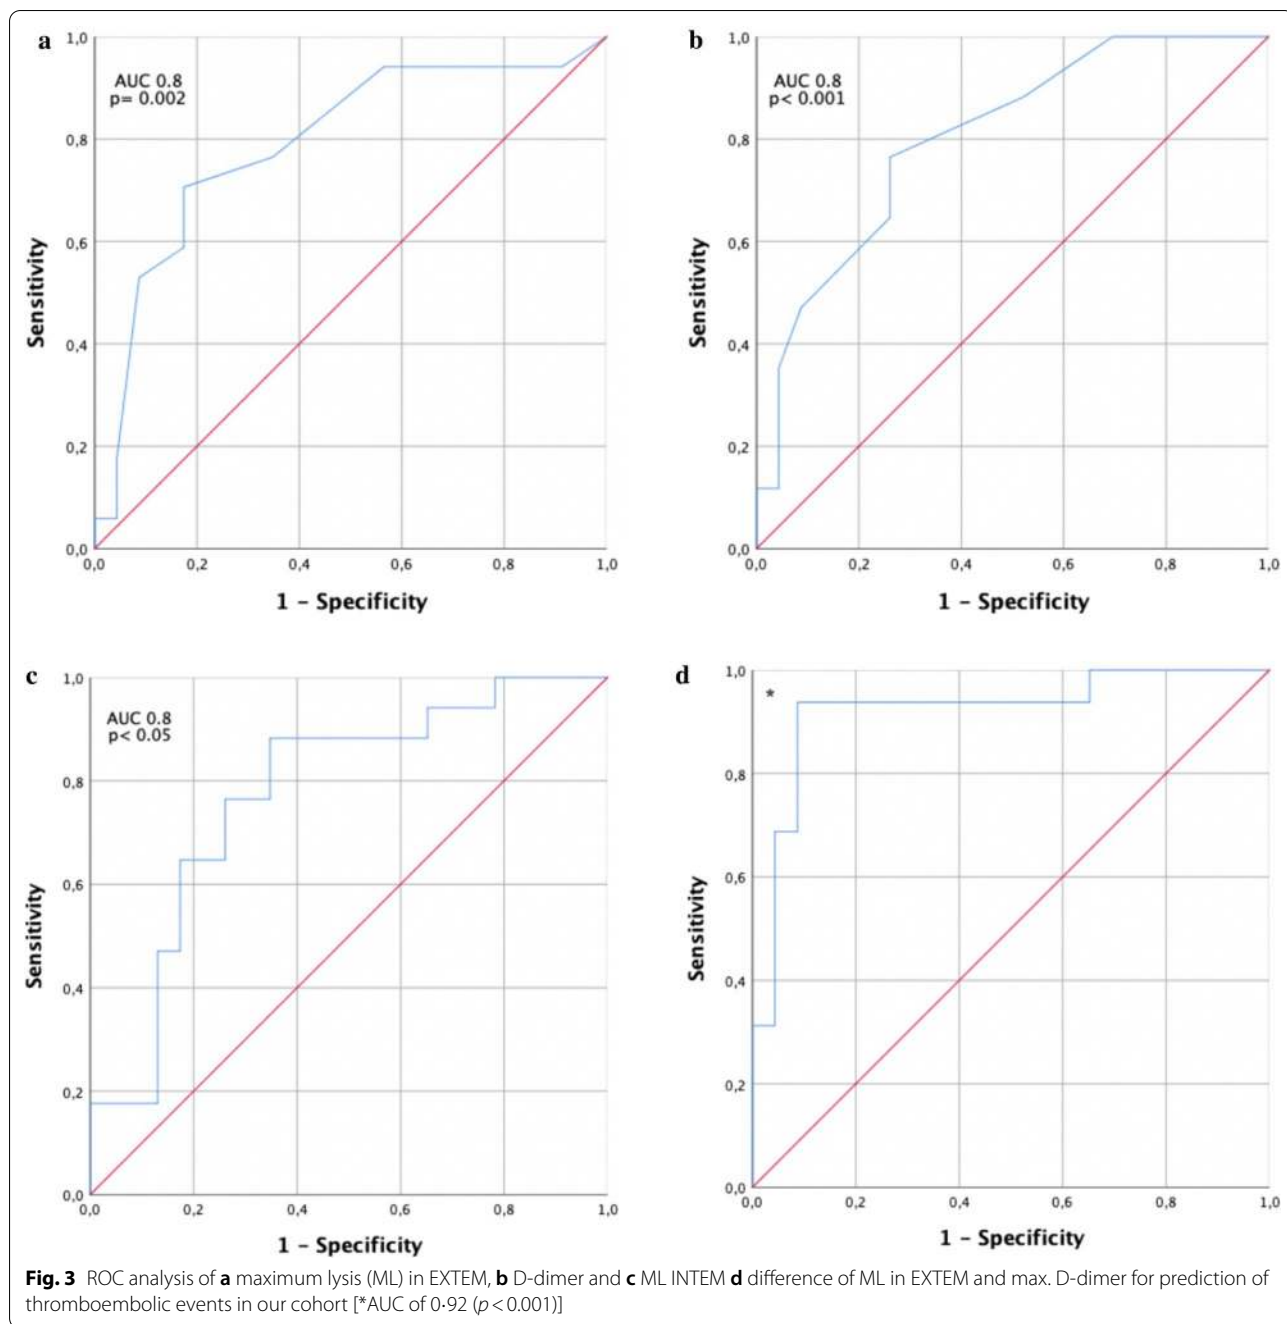 a
AUC 0.8
p= 0.002
1,0
0,8
0,6
0,4
0,2
0,0
Sensitivity
0,0 0,2 0,4 0,6 0,8 1,0
1 – Specificity
b
AUC 0.8
p< 0.001
1,0
0,8
0,6
0,4
0,2
0,0
Sensitivity
0,0 0,2 0,4 0,6 0,8 1,0
1 – Specificity
c
AUC 0.8
p< 0.05
1,0
0,8
0,6
0,4
0,2
0,0
Sensitivity
0,0 0,2 0,4 0,6 0,8 1,0
1 – Specificity
d
*
1,0
0,8
0,6
0,4
0,2
0,0
Sensitivity
0,0 0,2 0,4 0,6 0,8 1,0
1 – Specificity
Fig. 3 ROC analysis of a maximum lysis (ML) in EXTEM, b D-dimer and c ML INTEM d difference of ML in EXTEM and max. D-dimer for prediction of
thromboembolic events in our cohort [*AUC of 0·92 (p < 0.001)]